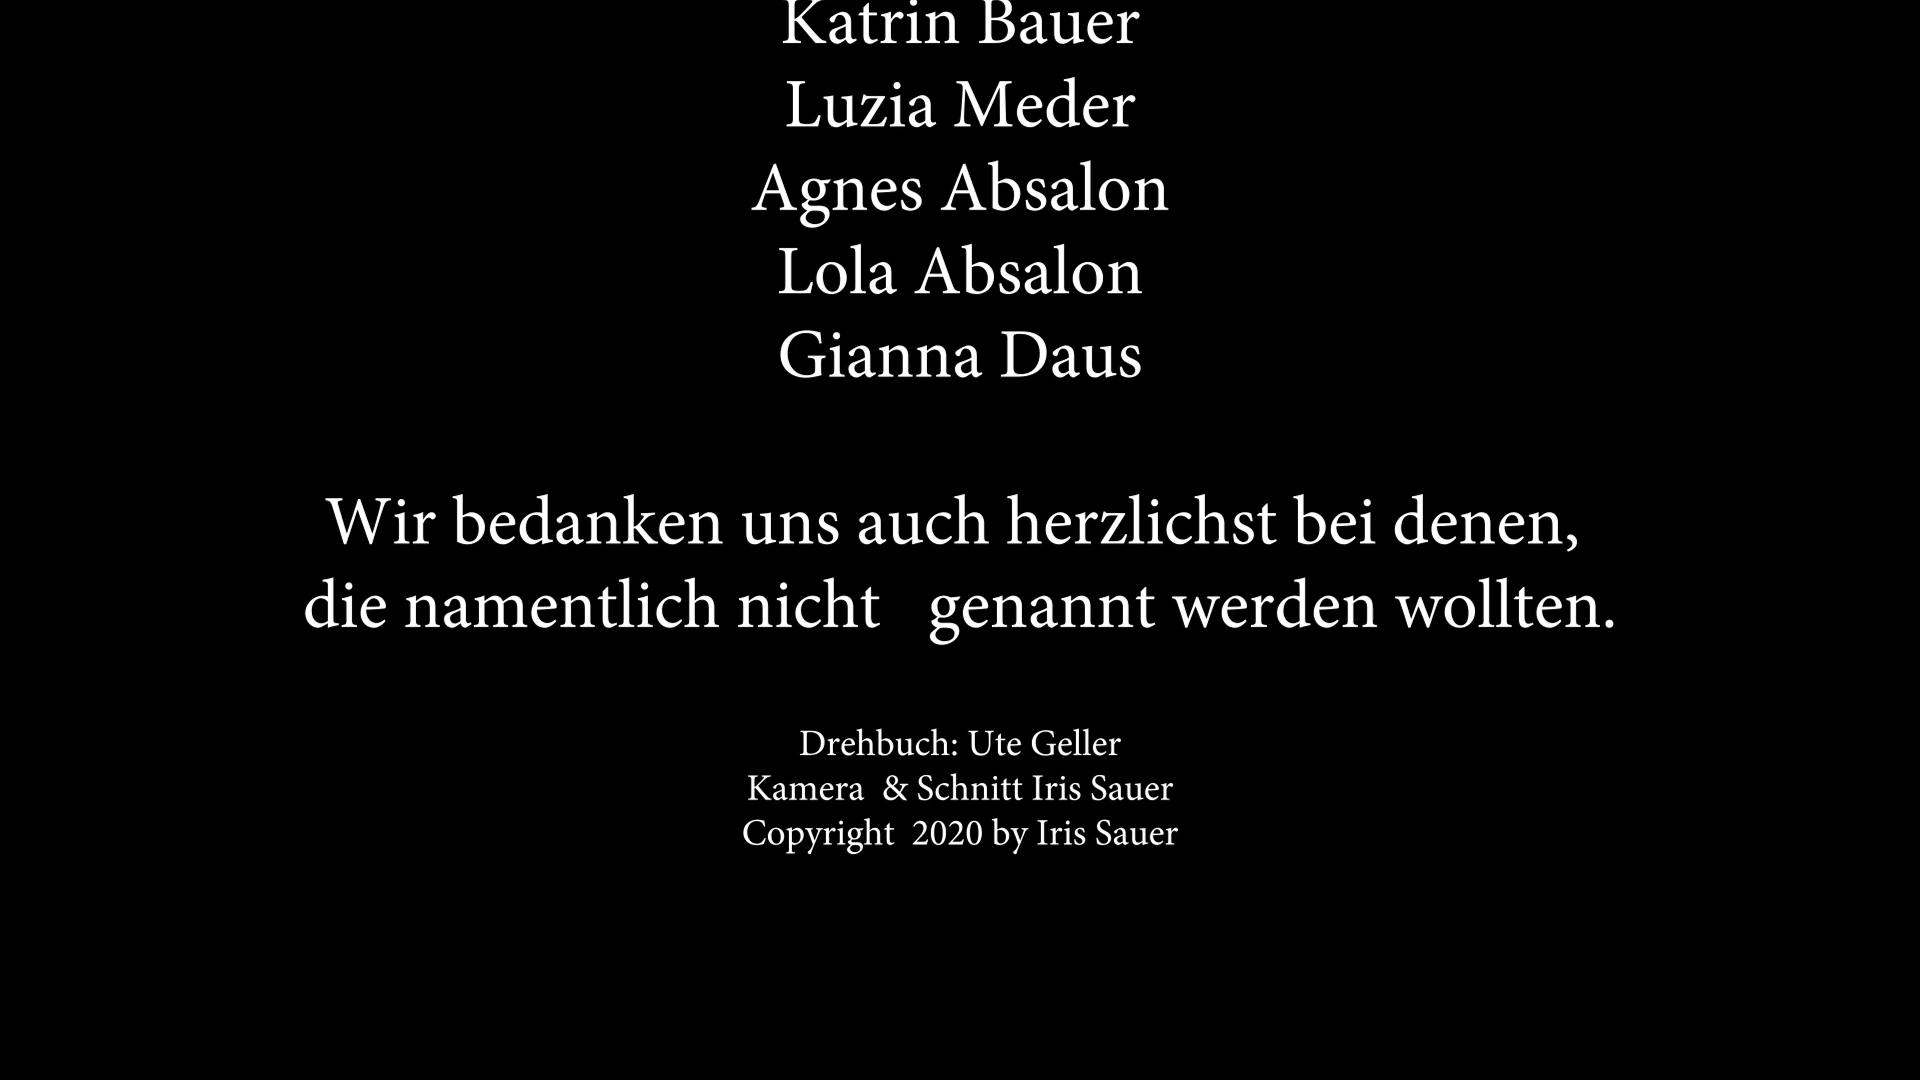 Katrin Bauer
Luzia Meder
Agnes Absalon
Lola Absalon
Gianna Daus
Wir bedanken uns auch herzlichst bei denen,
die namentlich nicht   genannt werden wollten.
Drehbuch: Ute Geller
Kamera  & Schnitt Iris Sauer
Copyright  2020 by Iris Sauer